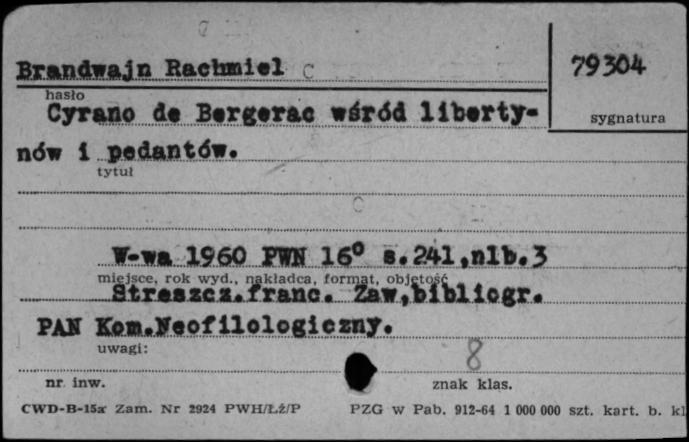 Brandwajn Rachmiel C
79304
hasło
sygnatura
Cyrano de Bergerac wśród liberty-
nów i pedantów.
tytuł
W-wa 1960 PWN 16° s.241,nlb.3
miejsce, rok wyd., nakładca, format, objętość
Streszcz.franc. Zaw,bibliogr.
PAN Kom.Neofilologiczny.
uwagi:
8
nr inw.
znak klas.
CWD-B-15a Zam. Nr 2924 PWH/Łż/P PZG w Pab. 912-64 1 000 000 szt. kart. b. kl